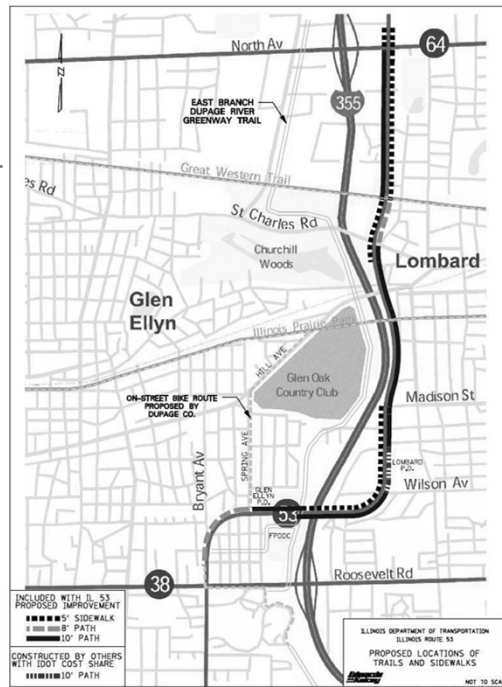 North Av
64
N
EAST BRANCH
DUPAGE RIVER
GREENWAY TRAIL
355
Great Western Trail
es Rd
St Charles Rd
Churchill
Woods
Lombard
Glen
Ellyn
Illinois Prairie Path
HILL AVE
Glen Oak
Country Club
ON-STREET BIKE ROUTE
PROPOSED BY
DUPAGE CO.
Madison St
SPRING AVE
Bryant Av
LOMBARD
P.D.
GLEN
ELLYN
P.D.
Wilson Av
53
FPDDC
Roosevelt Rd
38
INCLUDED WITH IL 53
PROPOSED IMPROVEMENT
5' SIDEWALK
8' PATH
10' PATH
CONSTRUCTED BY OTHERS
WITH IDOT COST SHARE
10' PATH
ILLINOIS DEPARTMENT OF TRANSPORTATION
ILLINOIS ROUTE 53
PROPOSED LOCATIONS OF
TRAILS AND SIDEWALKS
NOT TO SCA